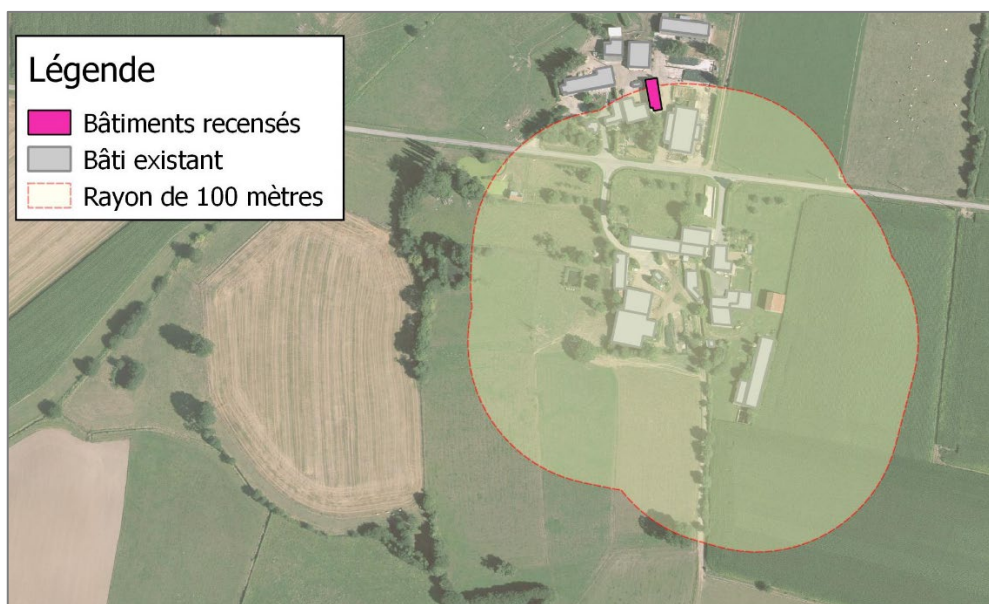 Légende
Bâtiments recensés
Bâti existant
Rayon de 100 mètres